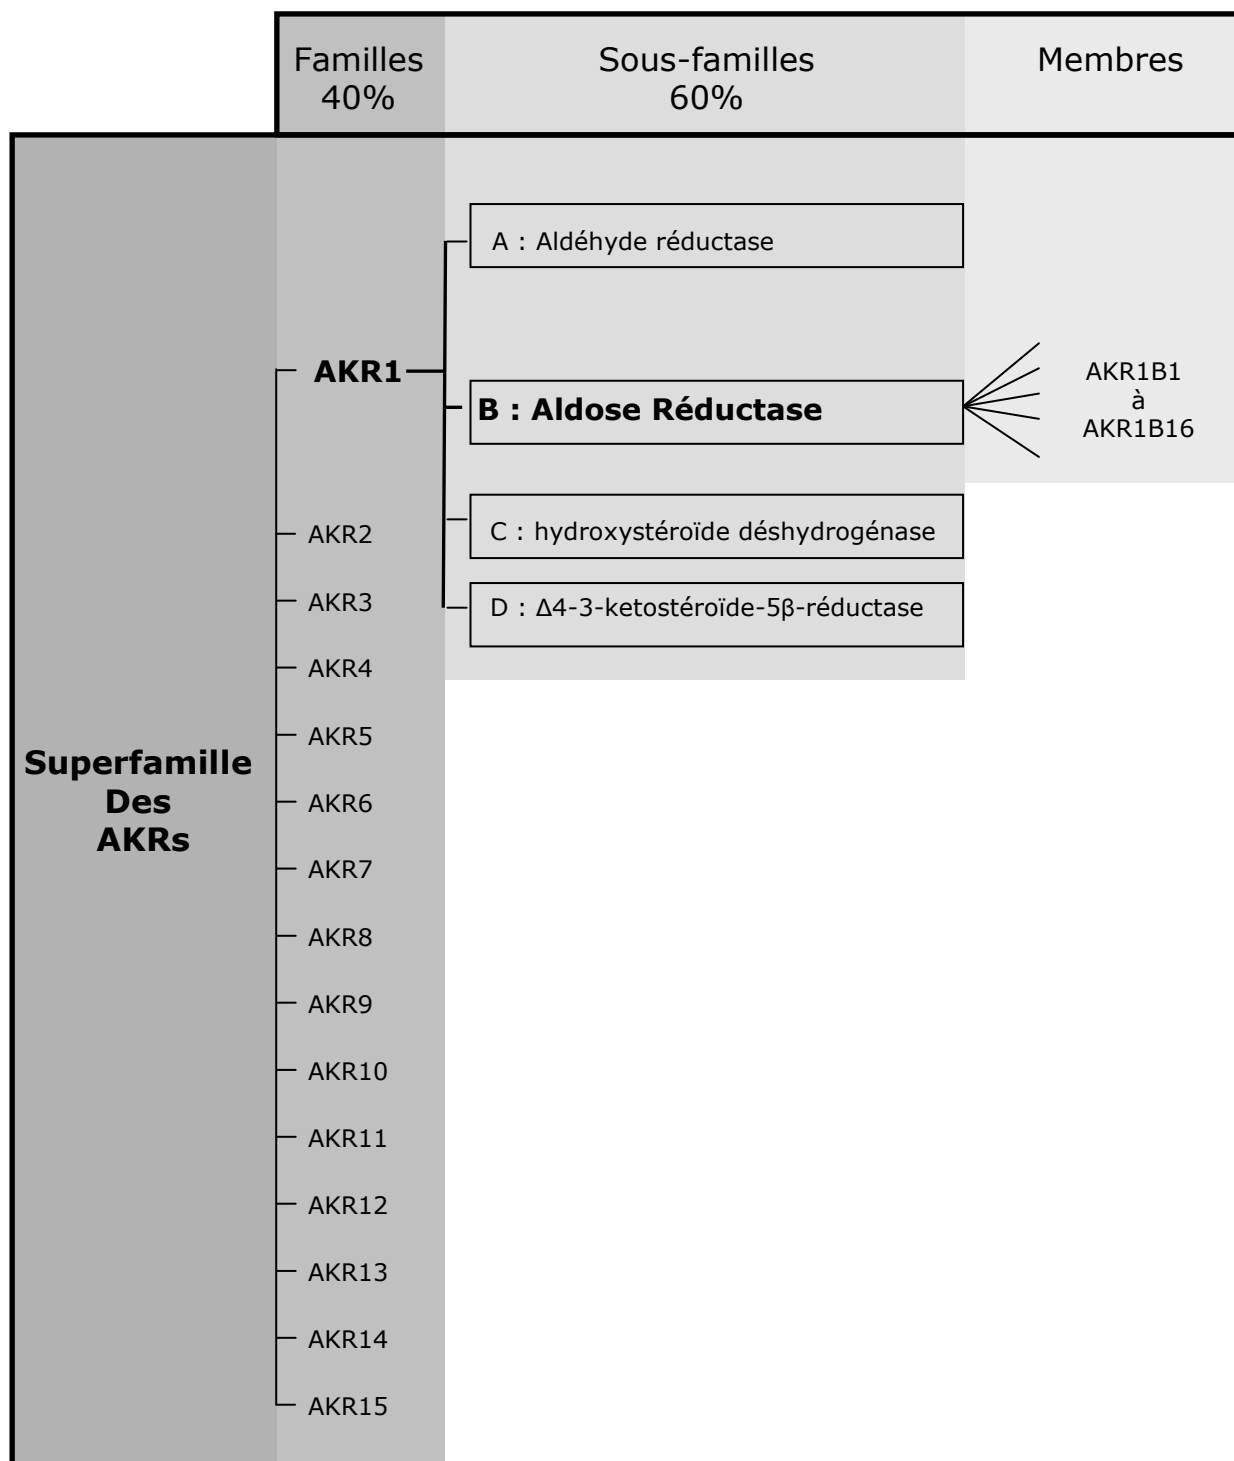 Familles
40%
Sous-familles
60%
Membres
A : Aldéhyde réductase
AKR1
B : Aldose Réductase
AKR1B1
à
AKR1B16
C : hydroxystéroïde déshydrogénase
D : Δ4-3-ketostéroïde-5β-réductase
AKR2
AKR3
AKR4
AKR5
Superfamille
Des
AKRs
AKR6
AKR7
AKR8
AKR9
AKR10
AKR11
AKR12
AKR13
AKR14
AKR15